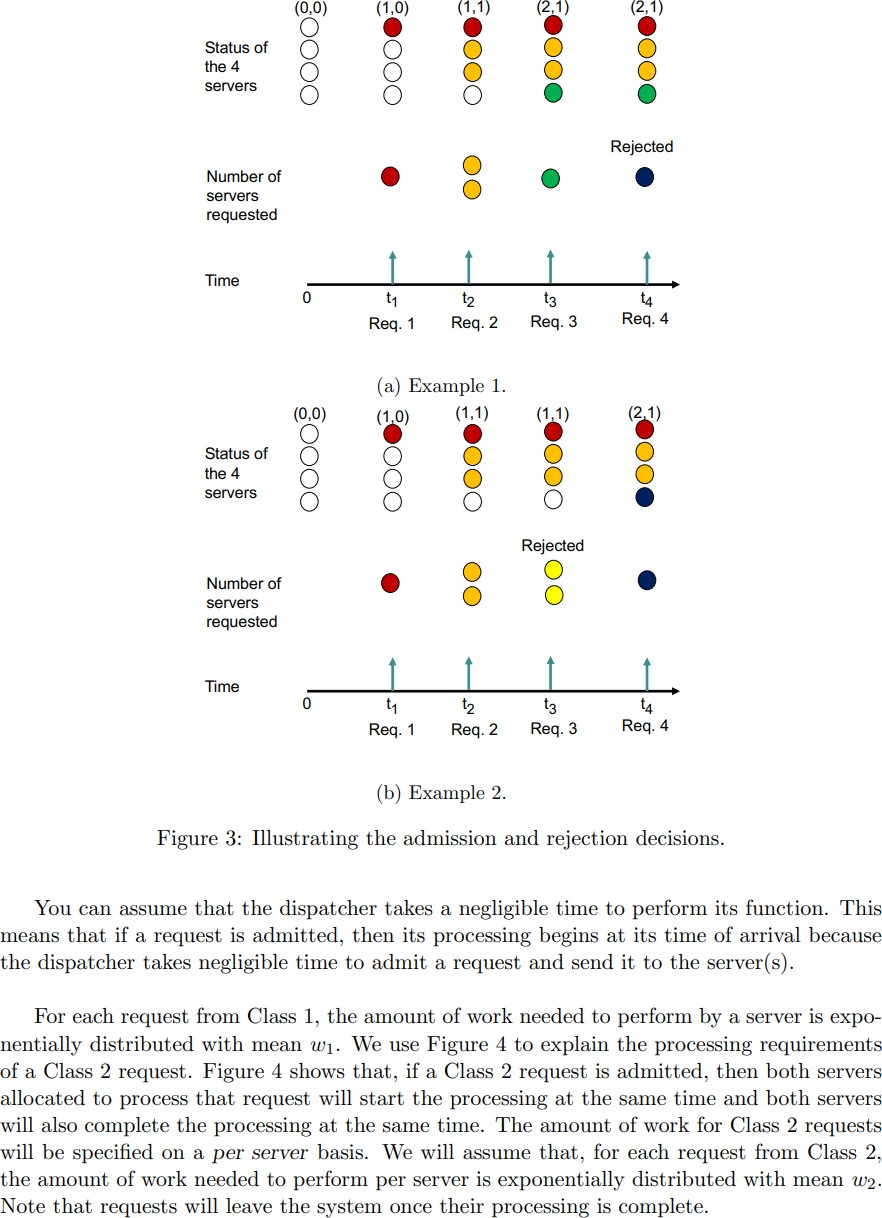 (0,0) (1,0) (1,1) (2,1) (2,1)
Status of
the 4
servers
Rejected
Number of
servers
requested
Time
0 t1 t2 t3 t4
Req. 1 Req. 2 Req. 3 Req. 4
(a) Example 1.
(0,0) (1,0) (1,1) (1,1) (2,1)
Status of
the 4
servers
Rejected
Number of
servers
requested
Time
0 t1 t2 t3 t4
Req. 1 Req. 2 Req. 3 Req. 4
(b) Example 2.
Figure 3: Illustrating the admission and rejection decisions.
You can assume that the dispatcher takes a negligible time to perform its function. This
means that if a request is admitted, then its processing begins at its time of arrival because
the dispatcher takes negligible time to admit a request and send it to the server(s).
For each request from Class 1, the amount of work needed to perform by a server is expo-
nentially distributed with mean w1. We use Figure 4 to explain the processing requirements
of a Class 2 request. Figure 4 shows that, if a Class 2 request is admitted, then both servers
allocated to process that request will start the processing at the same time and both servers
will also complete the processing at the same time. The amount of work for Class 2 requests
will be specified on a per server basis. We will assume that, for each request from Class 2,
the amount of work needed to perform per server is exponentially distributed with mean w2.
Note that requests will leave the system once their processing is complete.